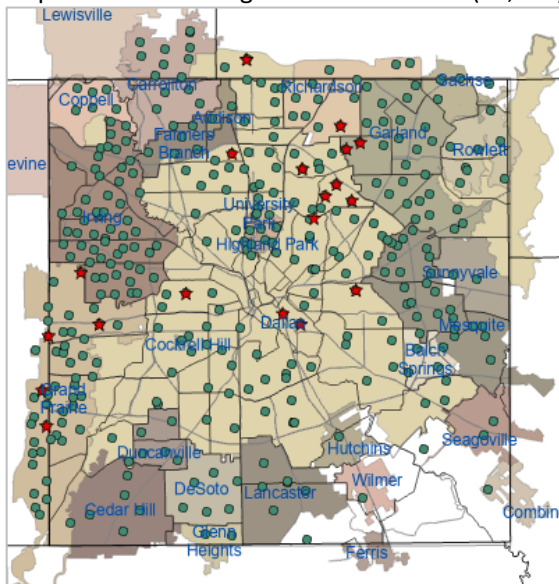 Lewisville
Carrollton
Richardson
Sachse
Coppell
Addison
Farmers
Branch
Garland
Rowlett
evine
University
Park
Irving
Highland Park
Sunnyvale
Dallas
Mesquite
Cockrell Hill
Balch
Springs
Grand
Prairie
Seagoville
Duncanville
Hutchins
DeSoto
Lancaster
Wilmer
Cedar Hill
Combin
Glenn
Heights
Ferris